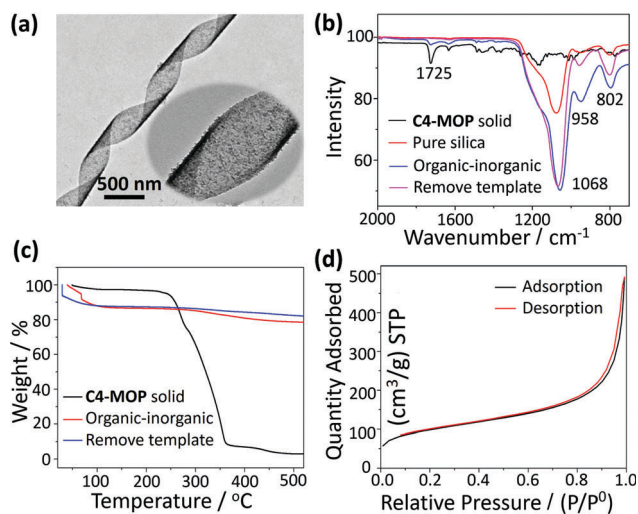 (a)
500 nm
(b)
Intensity
100
80
60
1725
958
802
1068
C4-MOP solid
Pure silica
Organic-inorganic
Remove template
2000
1600
1200
800
Wavenumber / cm-1
(c)
Weight / %
100
80
60
40
20
0
C4-MOP solid
Organic-inorganic
Remove template
100
200
300
400
500
Temperature / oC
(d)
Quantity Adsorbed
(cm3/g) STP
500
400
300
200
100
0
Adsorption
Desorption
0.0
0.2
0.4
0.6
0.8
1.0
Relative Pressure / (P/P0)